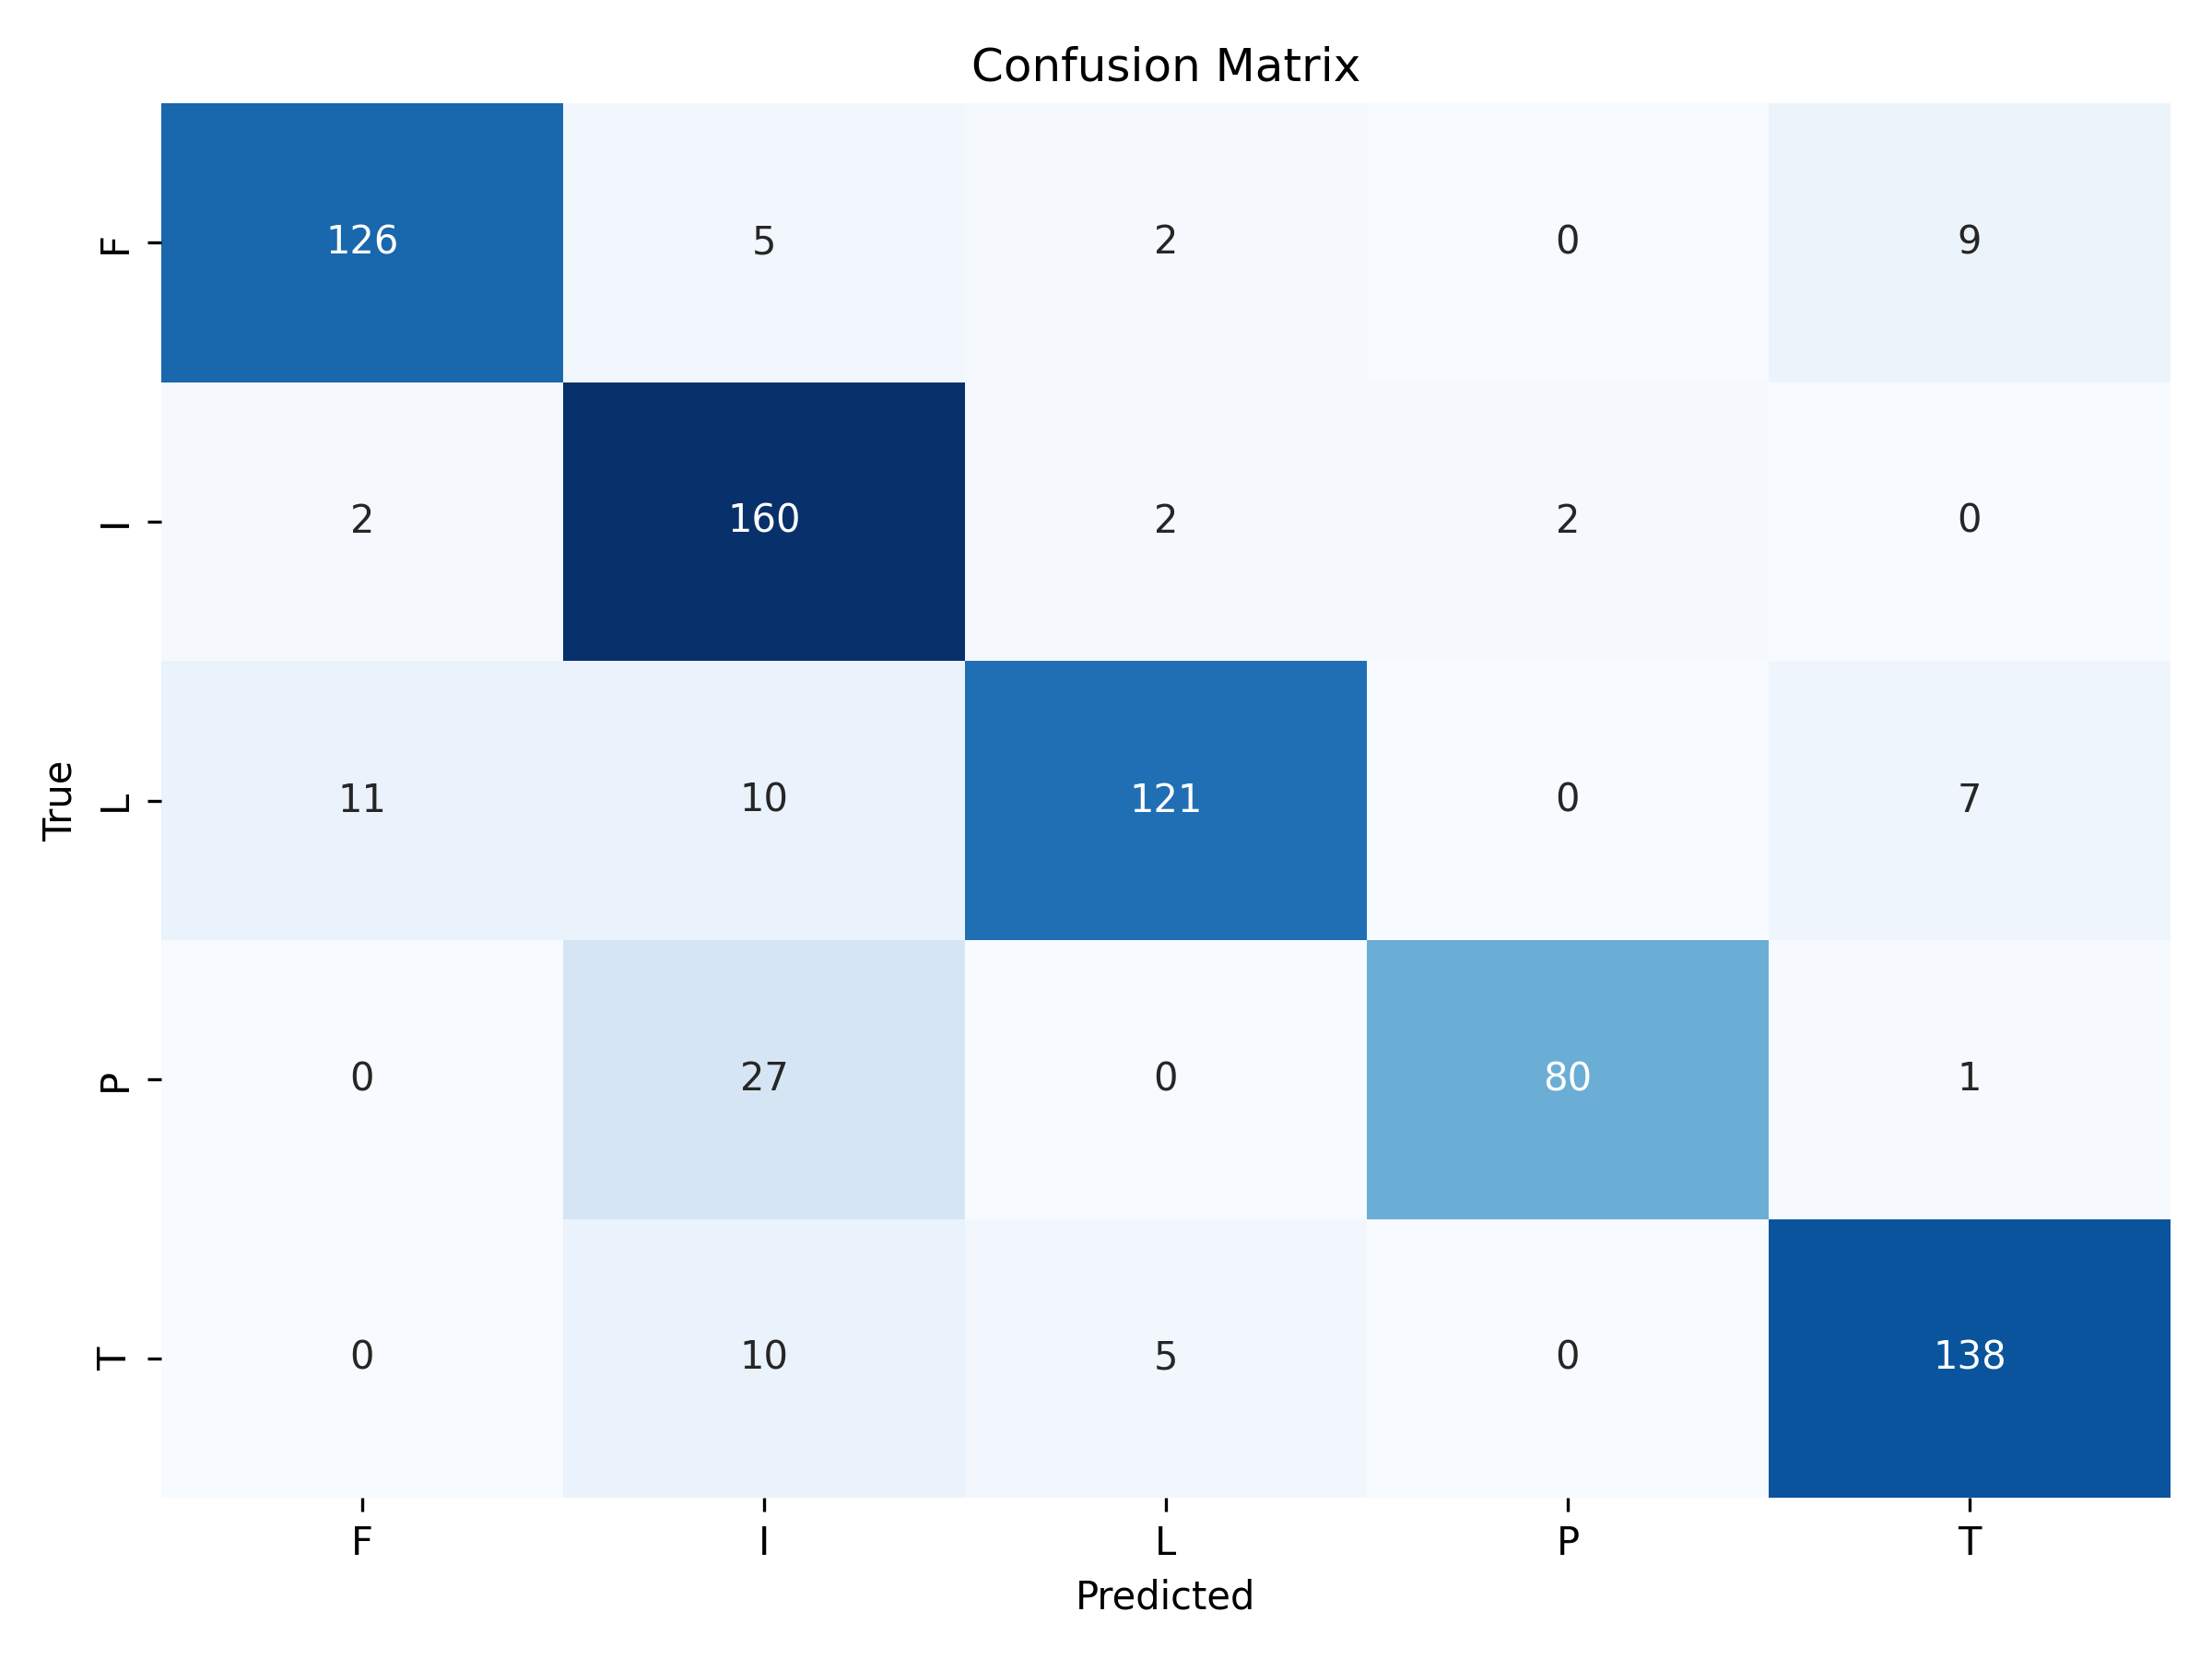 Confusion Matrix
F 126 5 2 0 9
I 2 160 2 2 0
L 11 10 121 0 7
P 0 27 0 80 1
T 0 10 5 0 138
True
F I L P T
Predicted